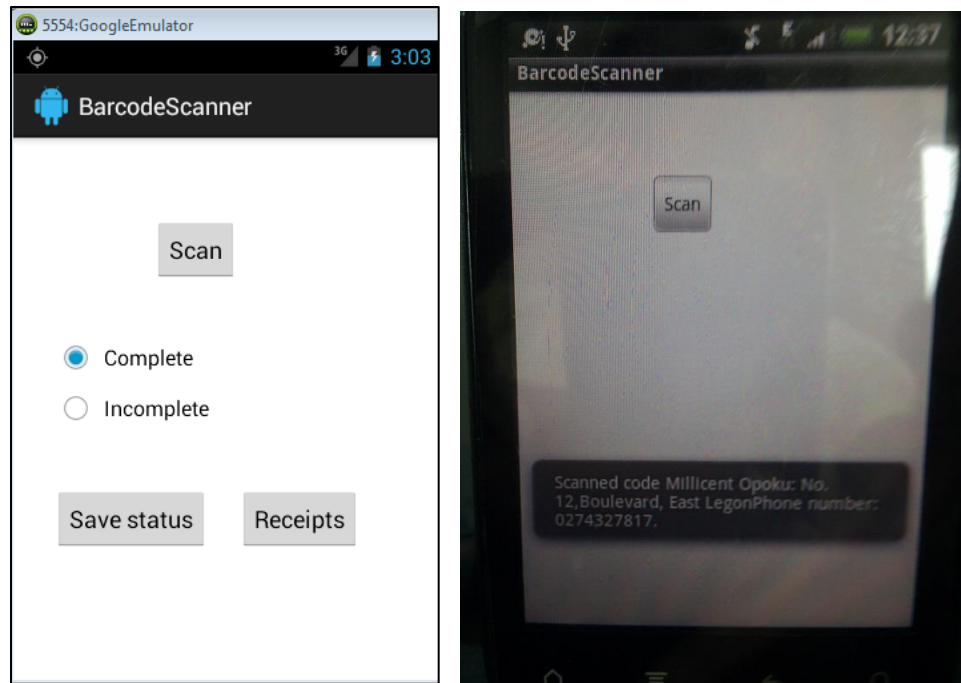 5554:GoogleEmulator
3G 3:03
BarcodeScanner
Scan
Complete
Incomplete
Save status
Receipts
12:37
BarcodeScanner
Scan
Scanned code Millicent Opoku: No.
12,Boulevard, East LegonPhone number:
0274327817.